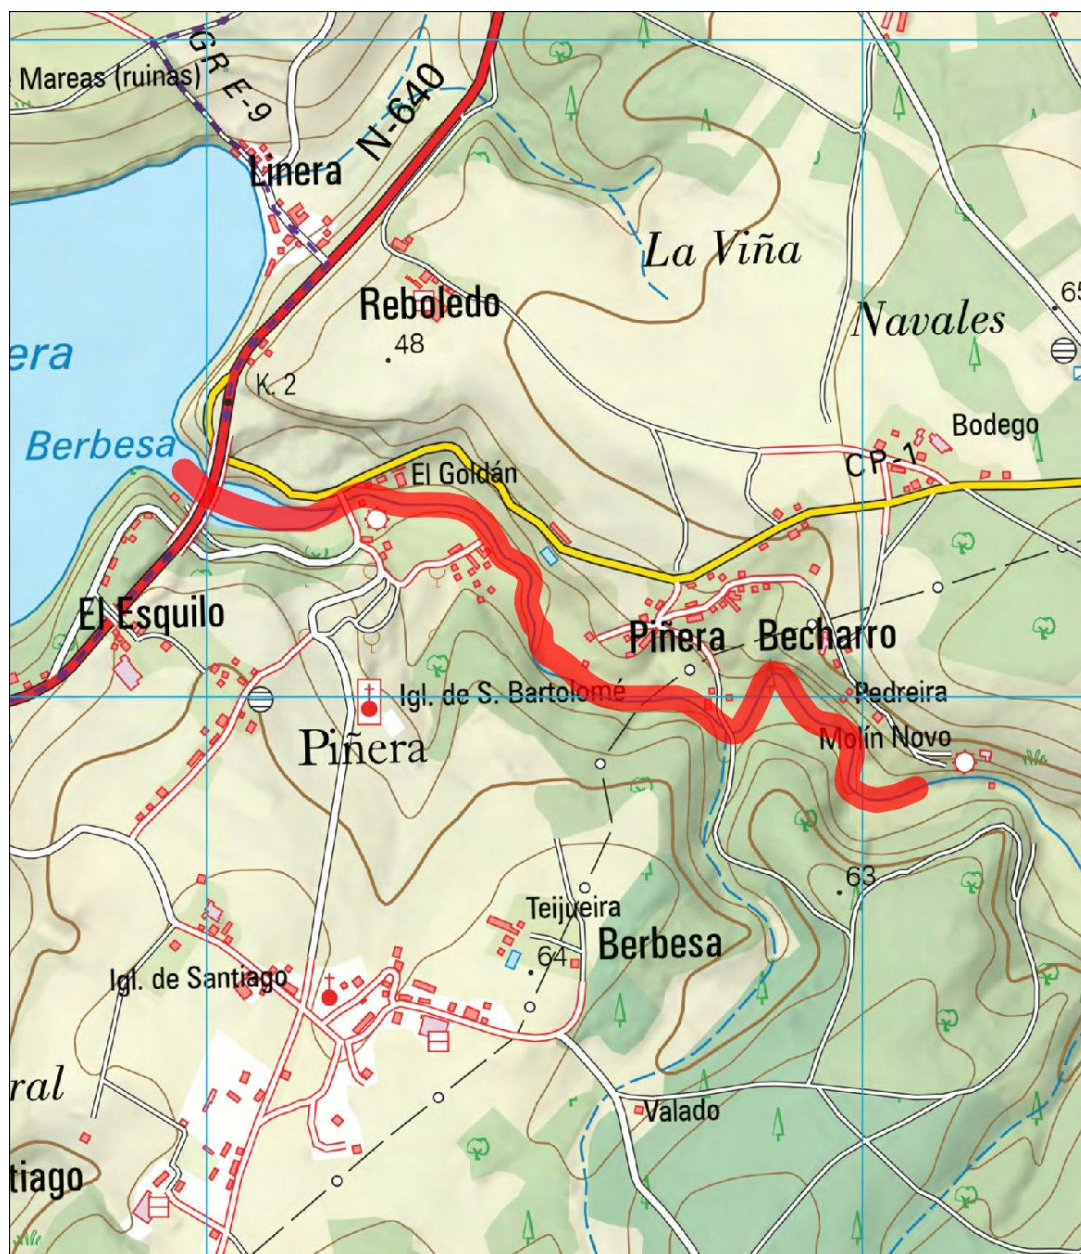 Mareas (ruinas)
GR E-9
N-640
Linera
La Viña
Reboledo
48
Navales
65
era
K. 2
Berbesa
Bodego
CP-1
El Goldán
El Esquilo
Piñera
Becharro
Igl. de S. Bartolomé
Pedreira
Piñera
Molín Novo
63
Teijueira
Berbesa
64
Igl. de Santiago
ral
Valado
tiago